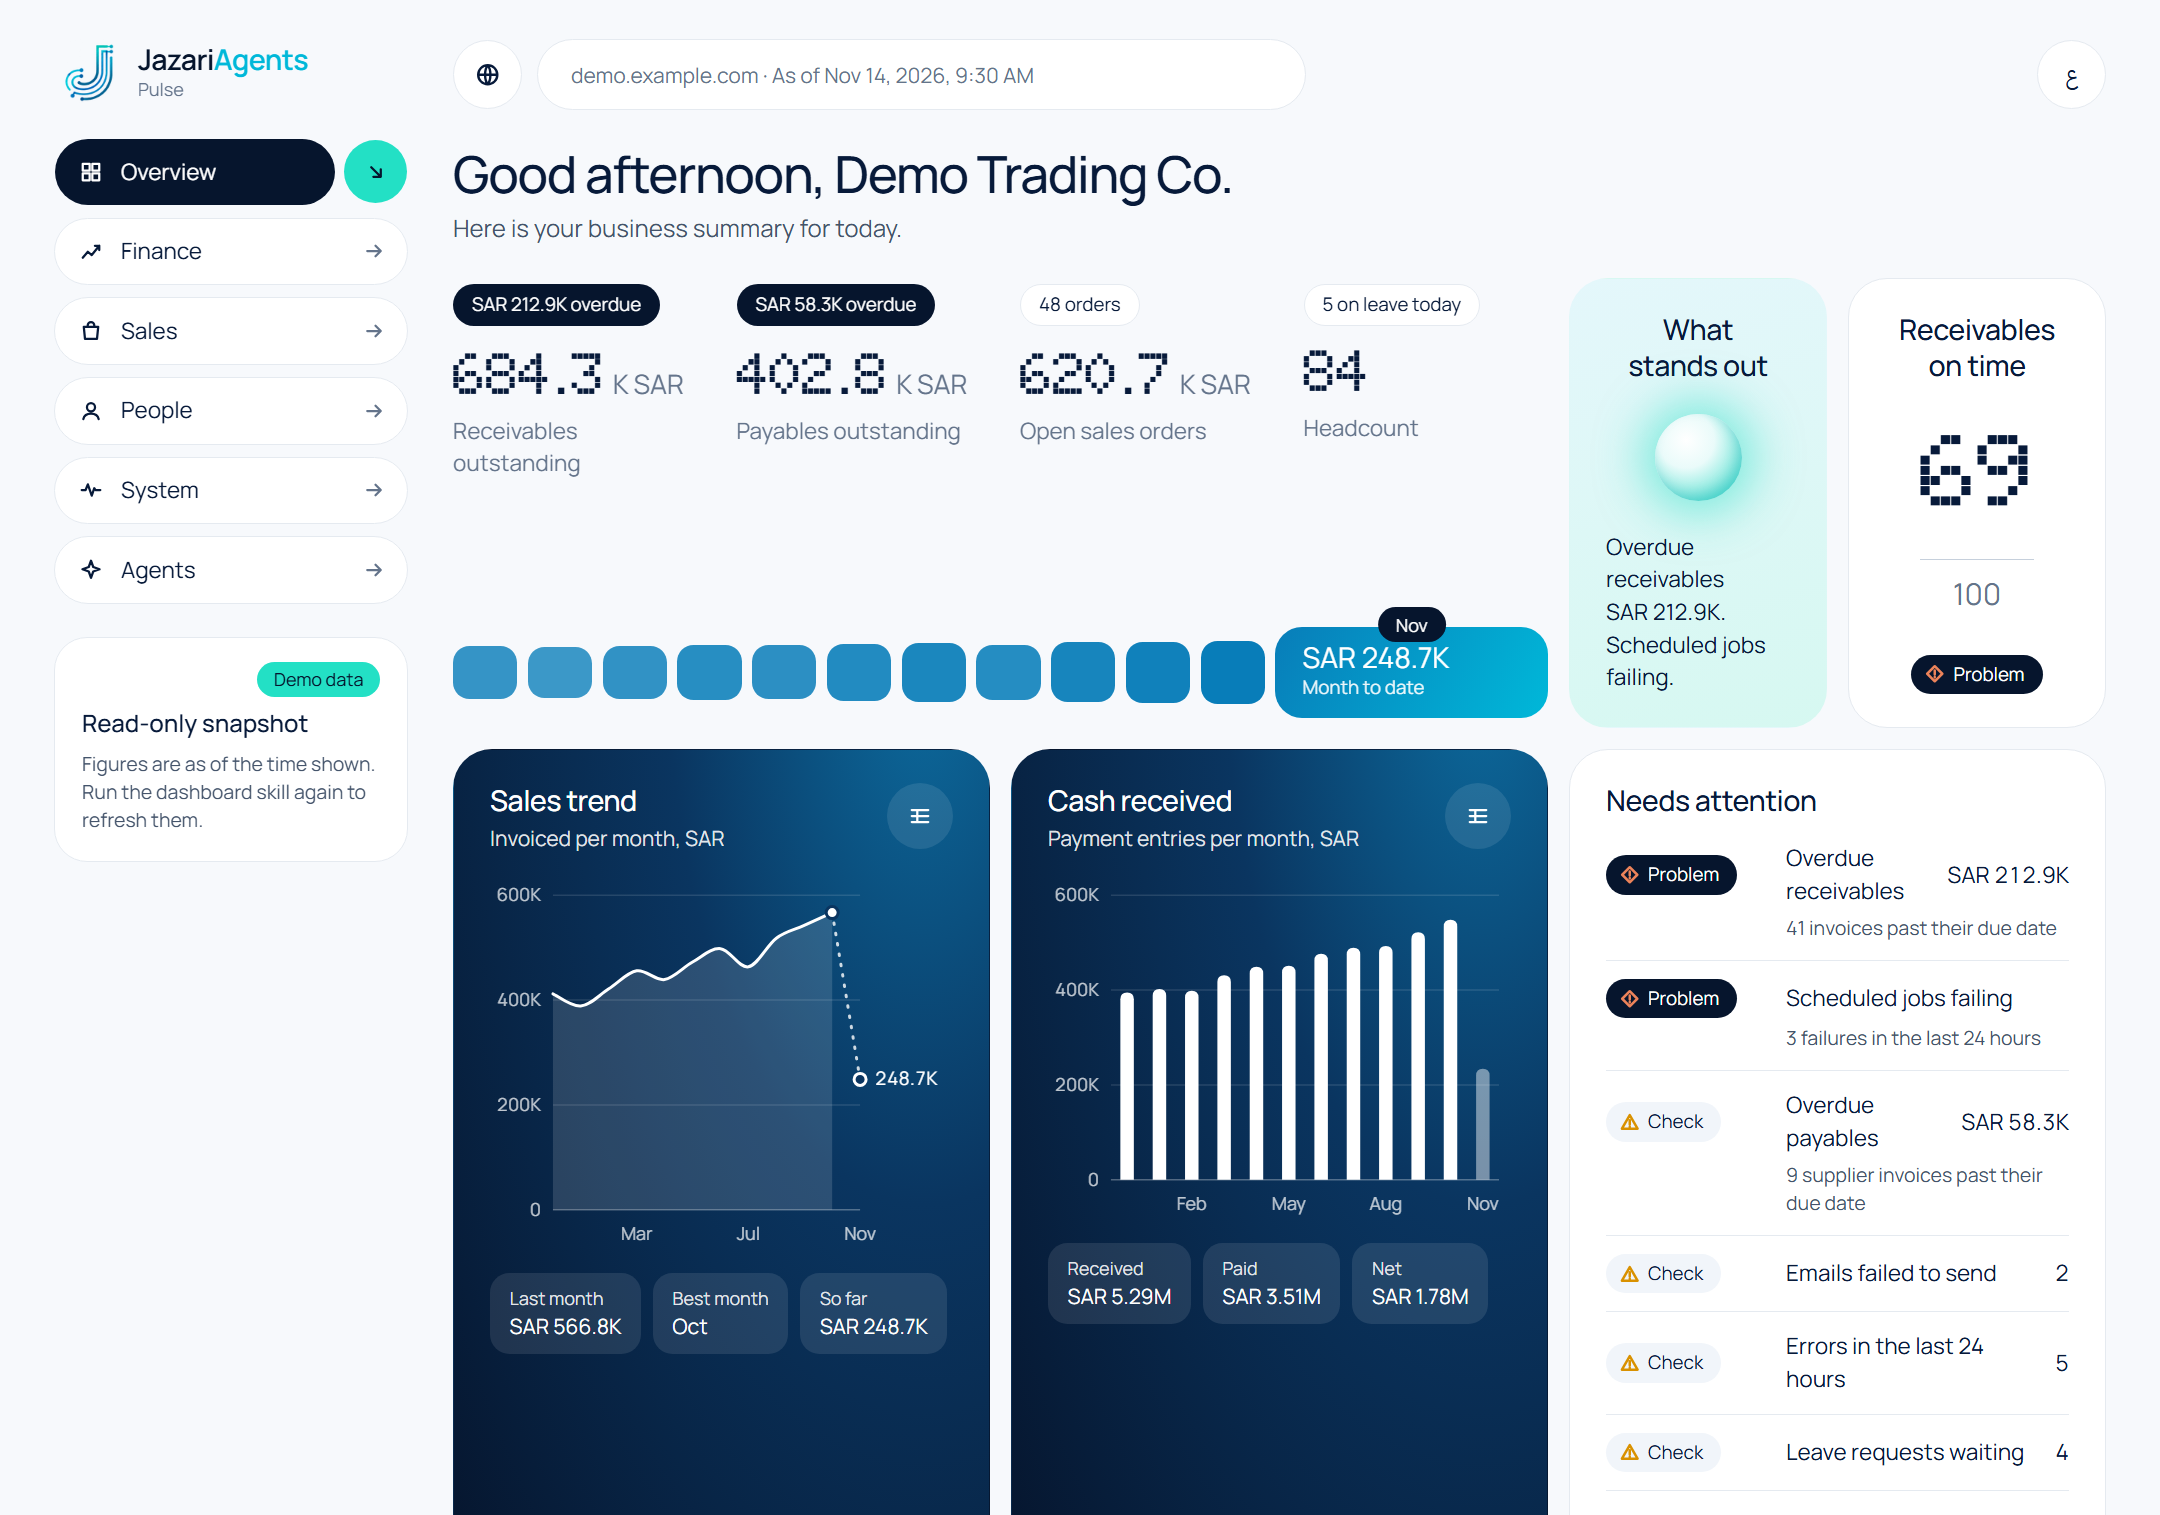 JazariAgents
Pulse
demo.example.com · As of Nov 14, 2026, 9:30 AM
ع
Overview
Finance
Sales
People
System
Agents
Demo data
Read-only snapshot
Figures are as of the time shown.
Run the dashboard skill again to
refresh them.
Good afternoon, Demo Trading Co.
Here is your business summary for today.
SAR 212.9K overdue
684.3 K SAR
Receivables
outstanding
SAR 58.3K overdue
402.8 K SAR
Payables outstanding
48 orders
620.7 K SAR
Open sales orders
5 on leave today
84
Headcount
Nov
SAR 248.7K
Month to date
What
stands out
Overdue
receivables
SAR 212.9K.
Scheduled jobs
failing.
Receivables
on time
69
100
Problem
Sales trend
Invoiced per month, SAR
600K
400K
200K
0
248.7K
Mar
Jul
Nov
Last month
SAR 566.8K
Best month
Oct
So far
SAR 248.7K
Cash received
Payment entries per month, SAR
600K
400K
200K
0
Feb
May
Aug
Nov
Received
SAR 5.29M
Paid
SAR 3.51M
Net
SAR 1.78M
Needs attention
Problem
Overdue
receivables
SAR 212.9K
41 invoices past their due date
Problem
Scheduled jobs failing
3 failures in the last 24 hours
Check
Overdue
payables
SAR 58.3K
9 supplier invoices past their
due date
Check
Emails failed to send
2
Check
Errors in the last 24
hours
5
Check
Leave requests waiting
4